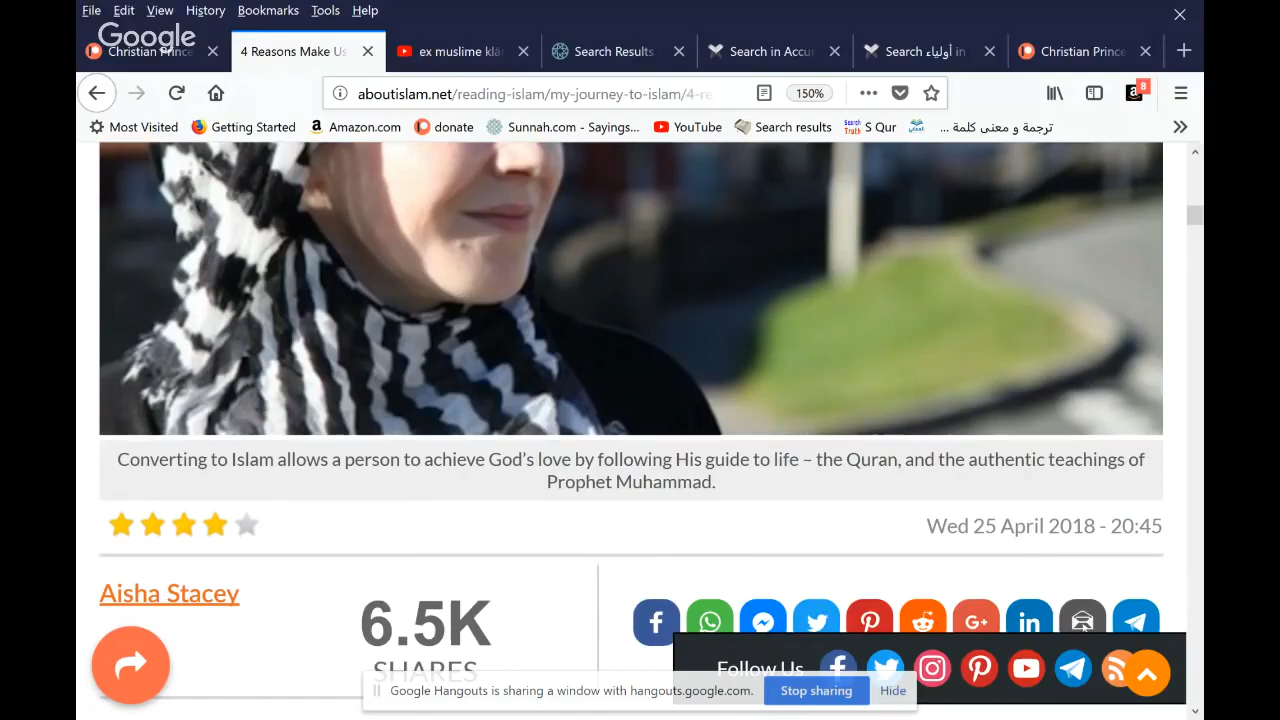 File Edit View History Bookmarks Tools Help
Google
Christian Prince
4 Reasons Make Us
ex muslime klä
Search Results
Search in Accu
Search أولياء in
Christian Prince
aboutislam.net/reading-islam/my-journey-to-islam/4-re
150%
8
Most Visited Getting Started Amazon.com donate Sunnah.com - Sayings... YouTube Search results Search Truth S Qur ترجمة و معنى كلمة ...
Converting to Islam allows a person to achieve God's love by following His guide to life – the Quran, and the authentic teachings of
Prophet Muhammad.
Wed 25 April 2018 - 20:45
Aisha Stacey
6.5K
SHARES
Follow Us
Google Hangouts is sharing a window with hangouts.google.com. Stop sharing Hide